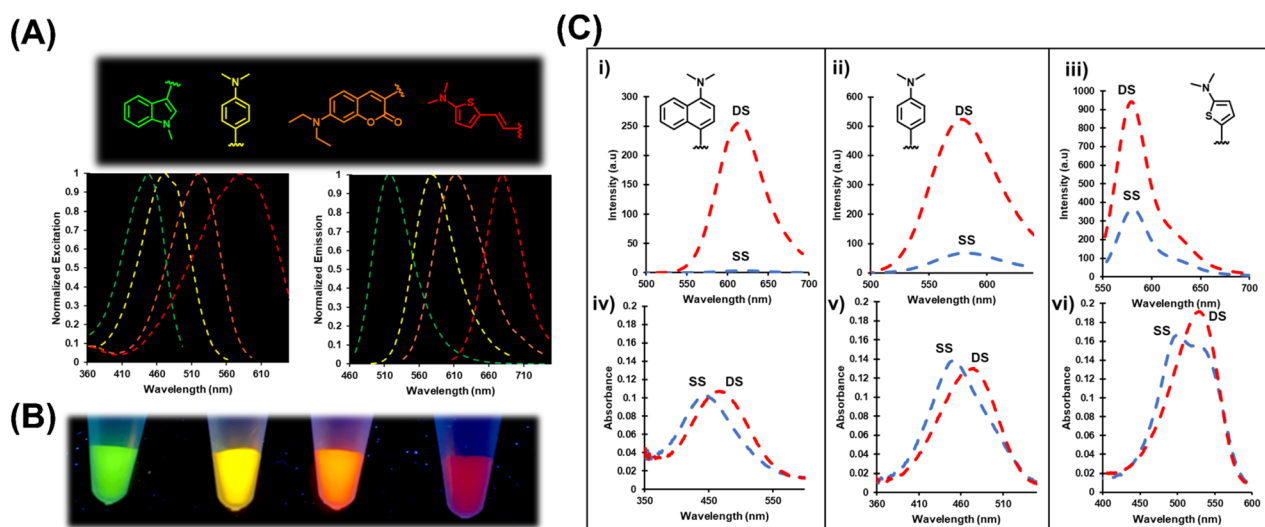 (A)
N
N
N
O
O
N
S
1
0.9
0.8
0.7
0.6
0.5
0.4
0.3
0.2
0.1
0
Normalized Excitation
360 410 460 510 560 610
Wavelength (nm)
1
0.9
0.8
0.7
0.6
0.5
0.4
0.3
0.2
0.1
0
Normalized Emission
460 510 560 610 660 710
Wavelength (nm)
(B)
(C)
i)
N
300
250
200
150
100
50
0
Intensity (a.u)
DS
SS
500 550 600 650 700
Wavelength (nm)
ii)
N
600
500
400
300
200
100
0
Intensity (a.u)
DS
SS
500 550 600
Wavelength (nm)
iii)
N
S
1000
900
800
700
600
500
400
300
200
100
0
Intensity (a.u)
DS
SS
550 600 650 700
Wavelength (nm)
iv)
0.2
0.18
0.16
0.14
0.12
0.1
0.08
0.06
0.04
0.02
0
Absorbance
SS DS
350 450 550
Wavelength (nm)
v)
0.2
0.18
0.16
0.14
0.12
0.1
0.08
0.06
0.04
0.02
0
Absorbance
SS
DS
360 460 560
Wavelength (nm)
vi)
0.2
0.18
0.16
0.14
0.12
0.1
0.08
0.06
0.04
0.02
0
Absorbance
SS
DS
400 450 500 550 600
Wavelength (nm)